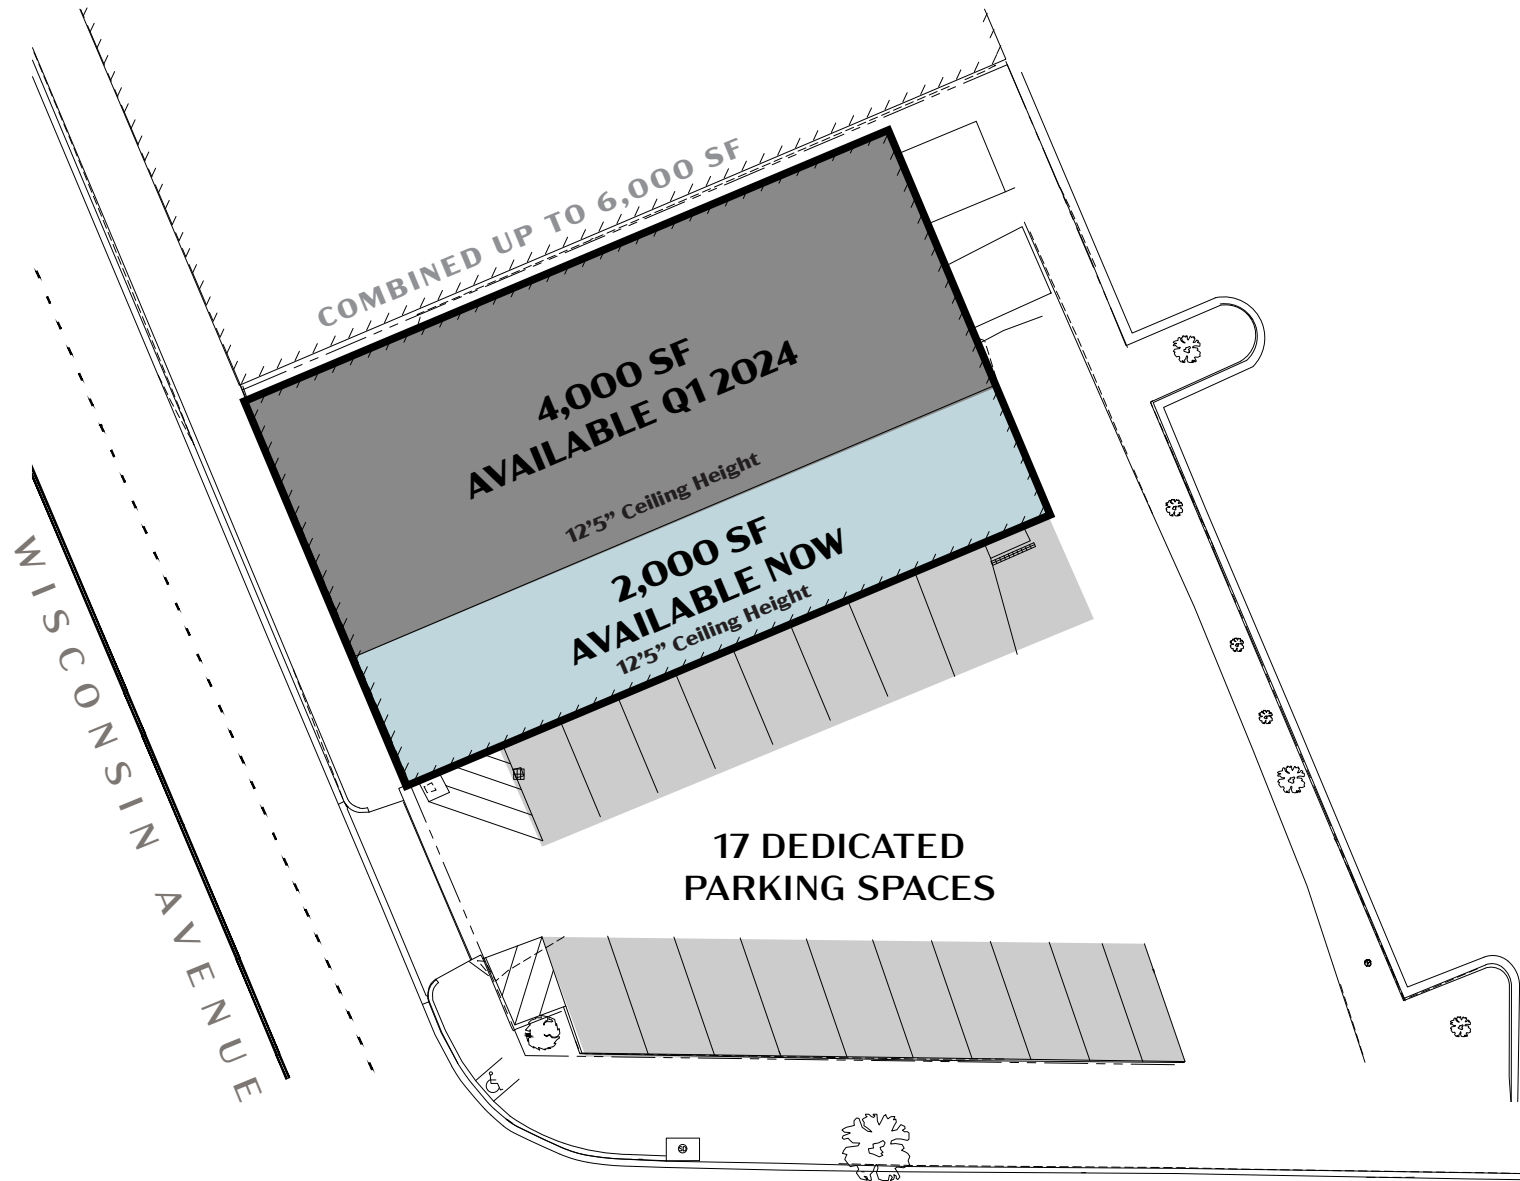 COMBINED UP TO 6,000 SF
4,000 SF
AVAILABLE Q1 2024
12’5” Ceiling Height
2,000 SF
AVAILABLE NOW
12’5” Ceiling Height
WISCONSIN AVENUE
17 DEDICATED
PARKING SPACES